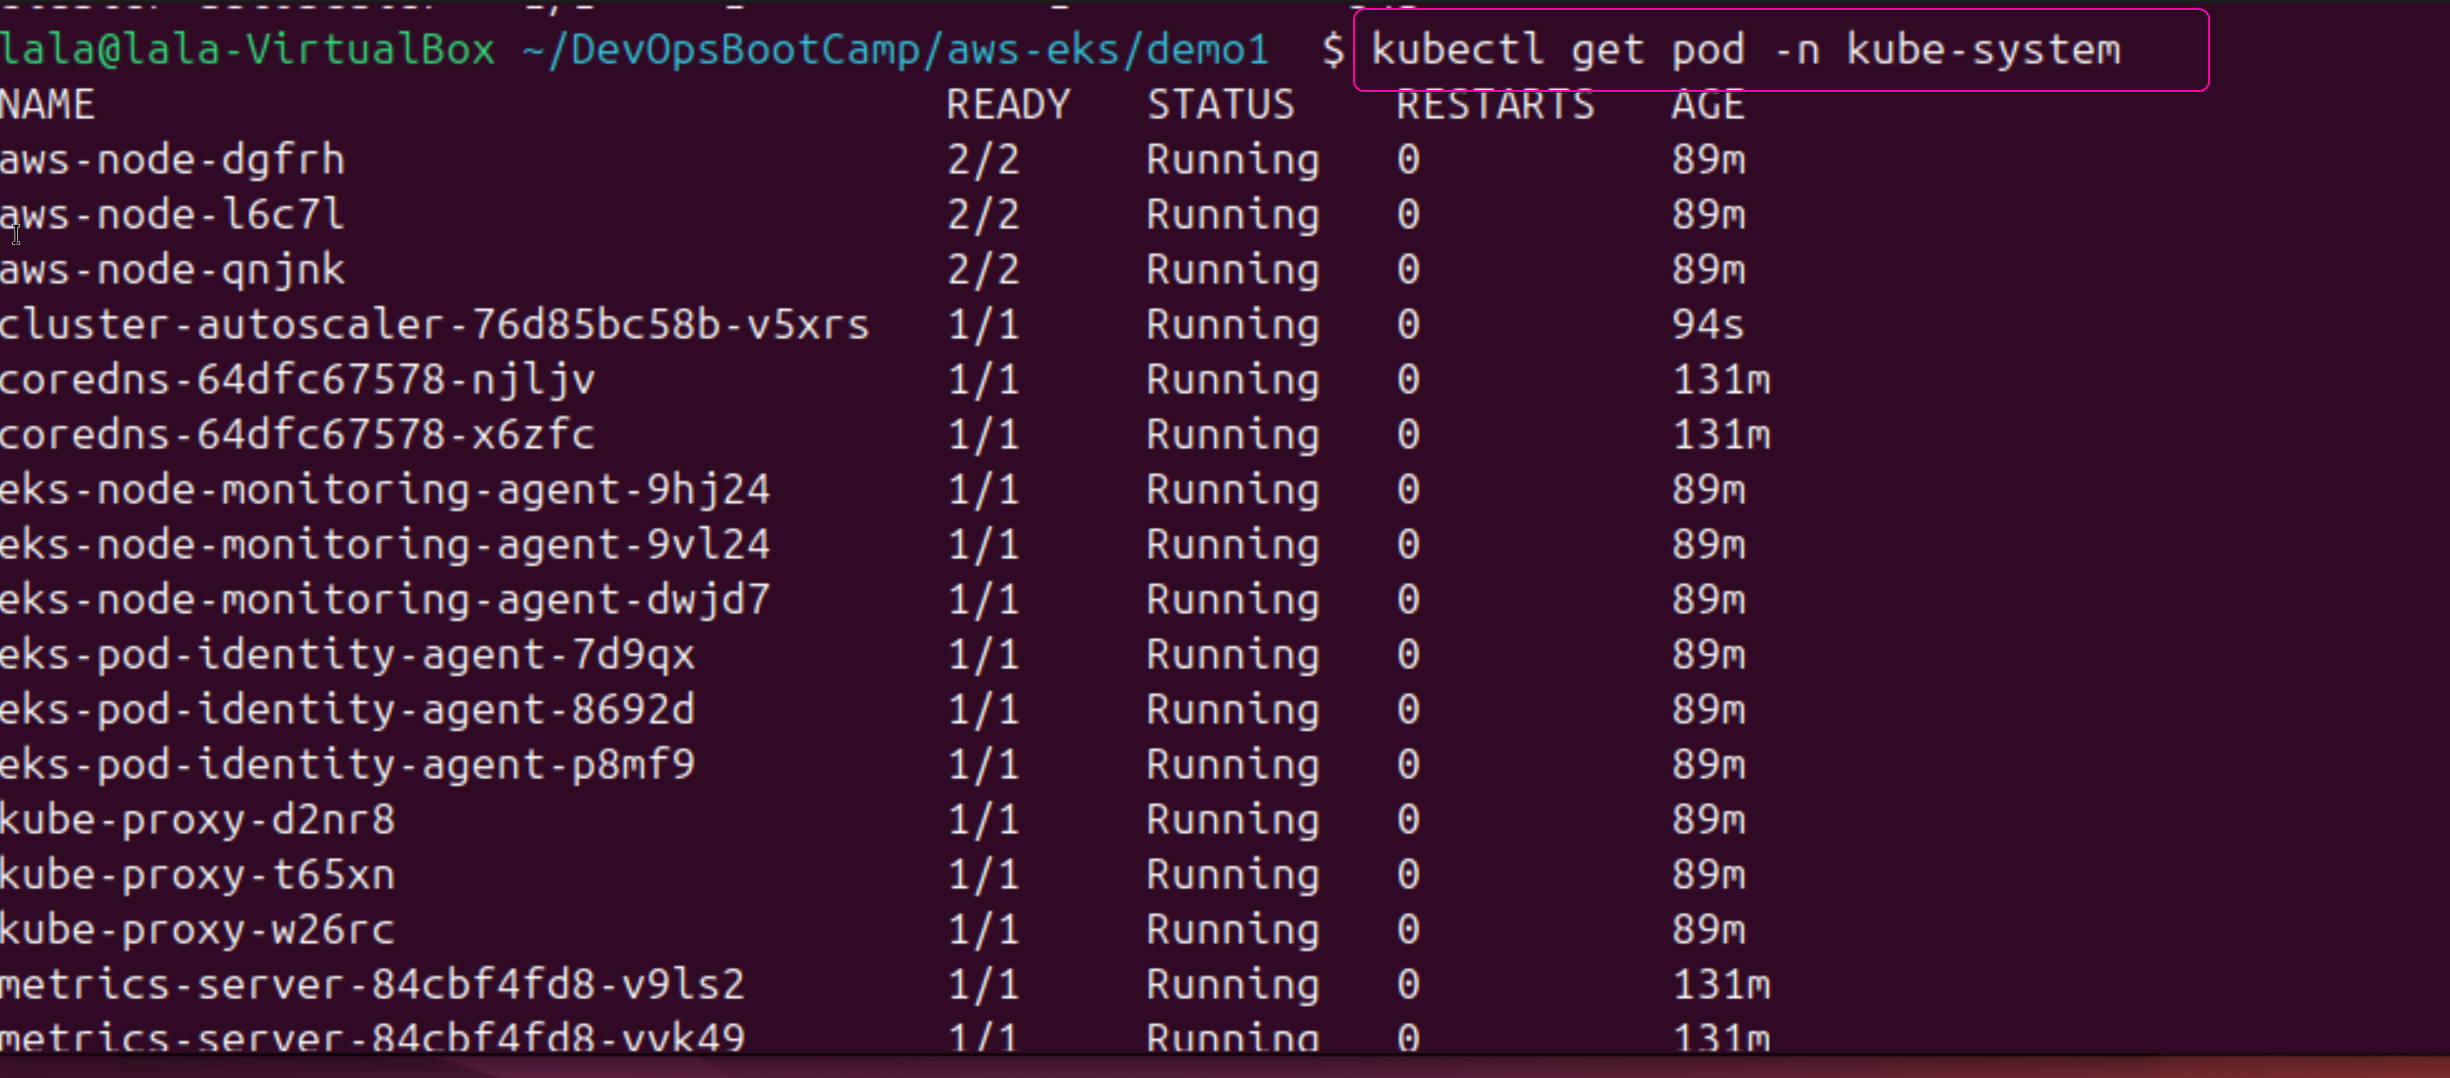 lala@lala-VirtualBox ~/DevOpsBootCamp/aws-eks/demo1 $ kubectl get pod -n kube-system
NAME READY STATUS RESTARTS AGE
aws-node-dgfrh 2/2 Running 0 89m
aws-node-l6c7l 2/2 Running 0 89m
aws-node-qnjnk 2/2 Running 0 89m
cluster-autoscaler-76d85bc58b-v5xrs 1/1 Running 0 94s
coredns-64dfc67578-njljv 1/1 Running 0 131m
coredns-64dfc67578-x6zfc 1/1 Running 0 131m
eks-node-monitoring-agent-9hj24 1/1 Running 0 89m
eks-node-monitoring-agent-9vl24 1/1 Running 0 89m
eks-node-monitoring-agent-dwjd7 1/1 Running 0 89m
eks-pod-identity-agent-7d9qx 1/1 Running 0 89m
eks-pod-identity-agent-8692d 1/1 Running 0 89m
eks-pod-identity-agent-p8mf9 1/1 Running 0 89m
kube-proxy-d2nr8 1/1 Running 0 89m
kube-proxy-t65xn 1/1 Running 0 89m
kube-proxy-w26rc 1/1 Running 0 89m
metrics-server-84cbf4fd8-v9ls2 1/1 Running 0 131m
metrics-server-84cbf4fd8-vvk49 1/1 Running 0 131m